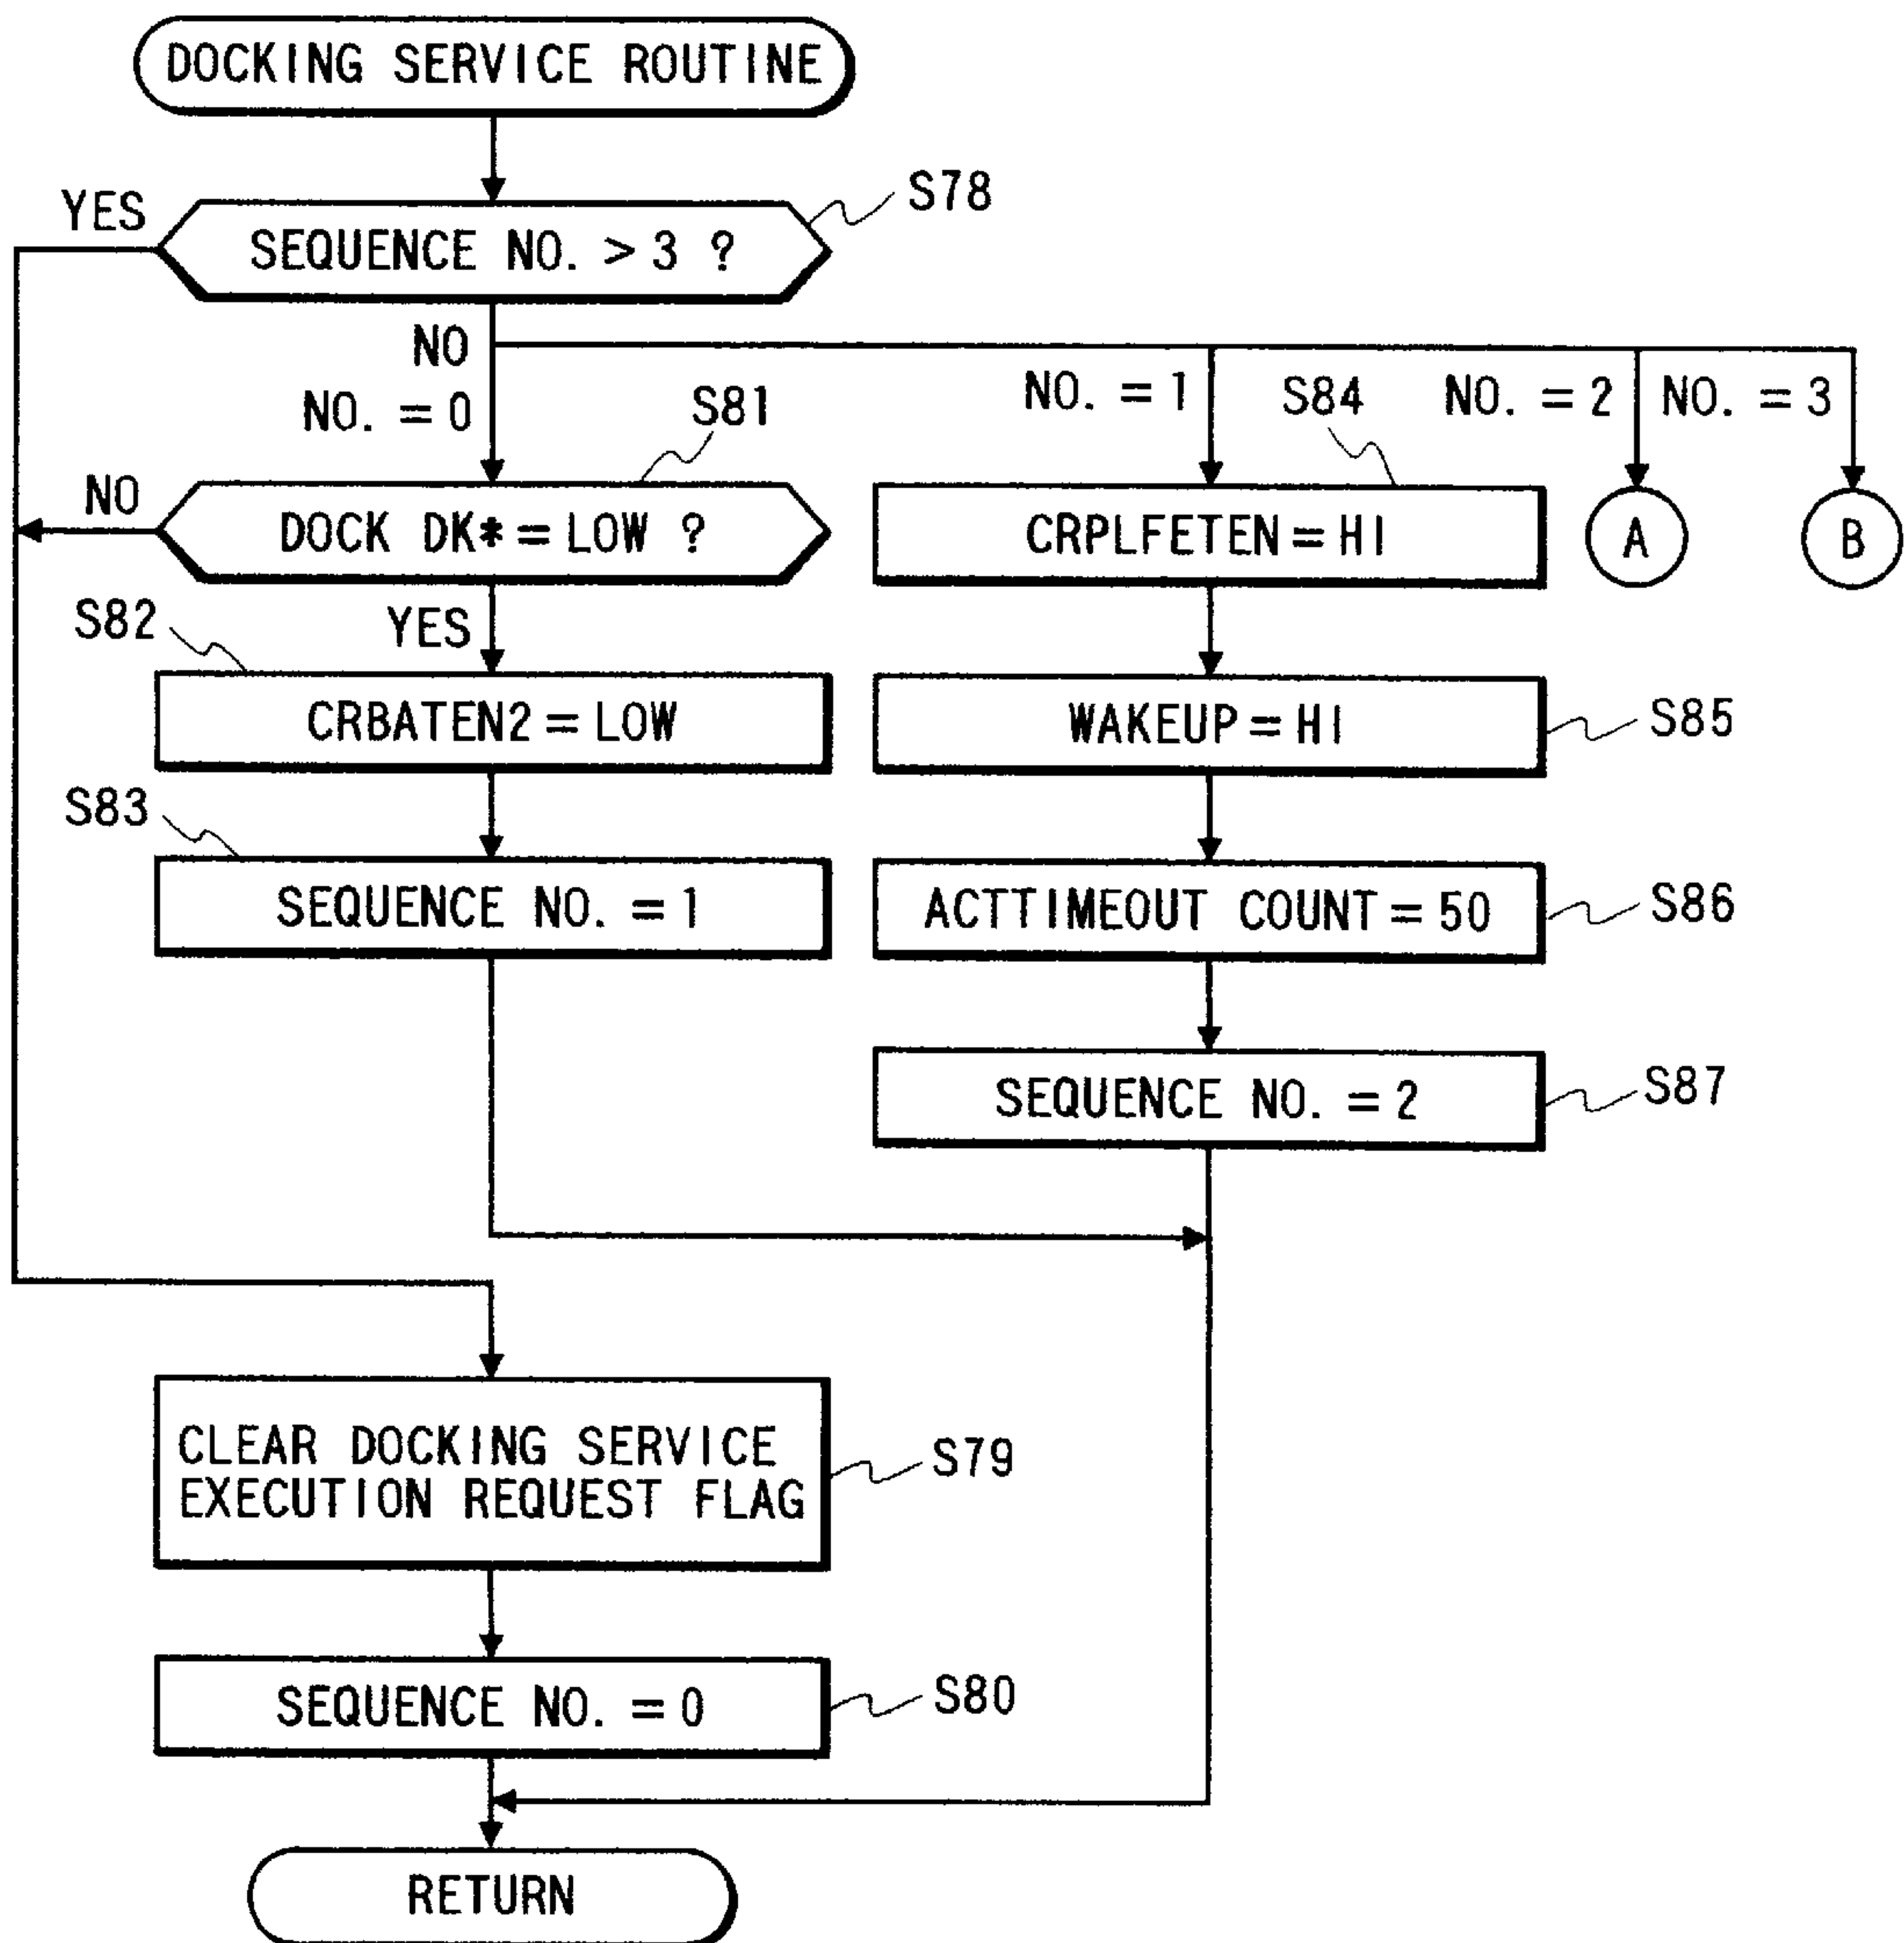 DOCKING SERVICE ROUTINE
S78
YES
SEQUENCE NO. > 3 ?
NO
NO. = 0
S81
NO. = 1
S84
NO. = 2
NO. = 3
NO
DOCK DK* = LOW ?
CRPLFETEN = HI
A
B
S82
YES
CRBATEN2 = LOW
WAKEUP = HI
S85
S83
SEQUENCE NO. = 1
ACTTIMEOUT COUNT = 50
S86
SEQUENCE NO. = 2
S87
CLEAR DOCKING SERVICE
EXECUTION REQUEST FLAG
S79
SEQUENCE NO. = 0
S80
RETURN